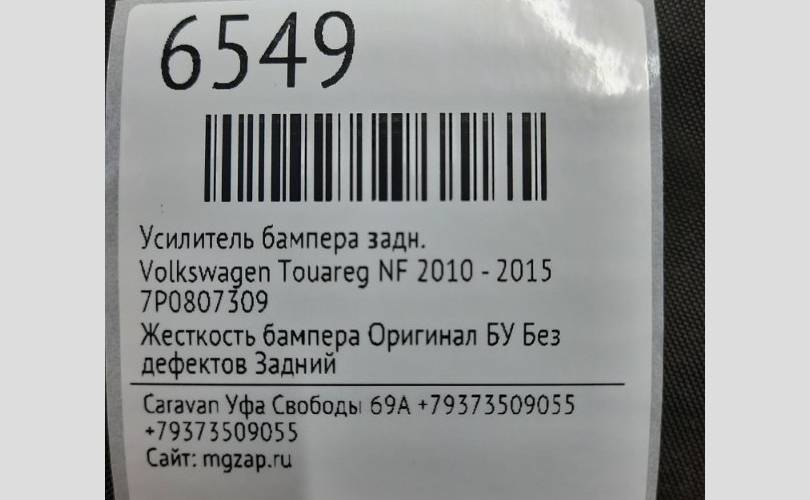 6549
Усилитель бампера задн.
Volkswagen Touareg NF 2010 - 2015
7P0807309
Жесткость бампера Оригинал БУ Без
дефектов Задний
Caravan Уфа Свободы 69А +79373509055
+79373509055
Сайт: mgzap.ru